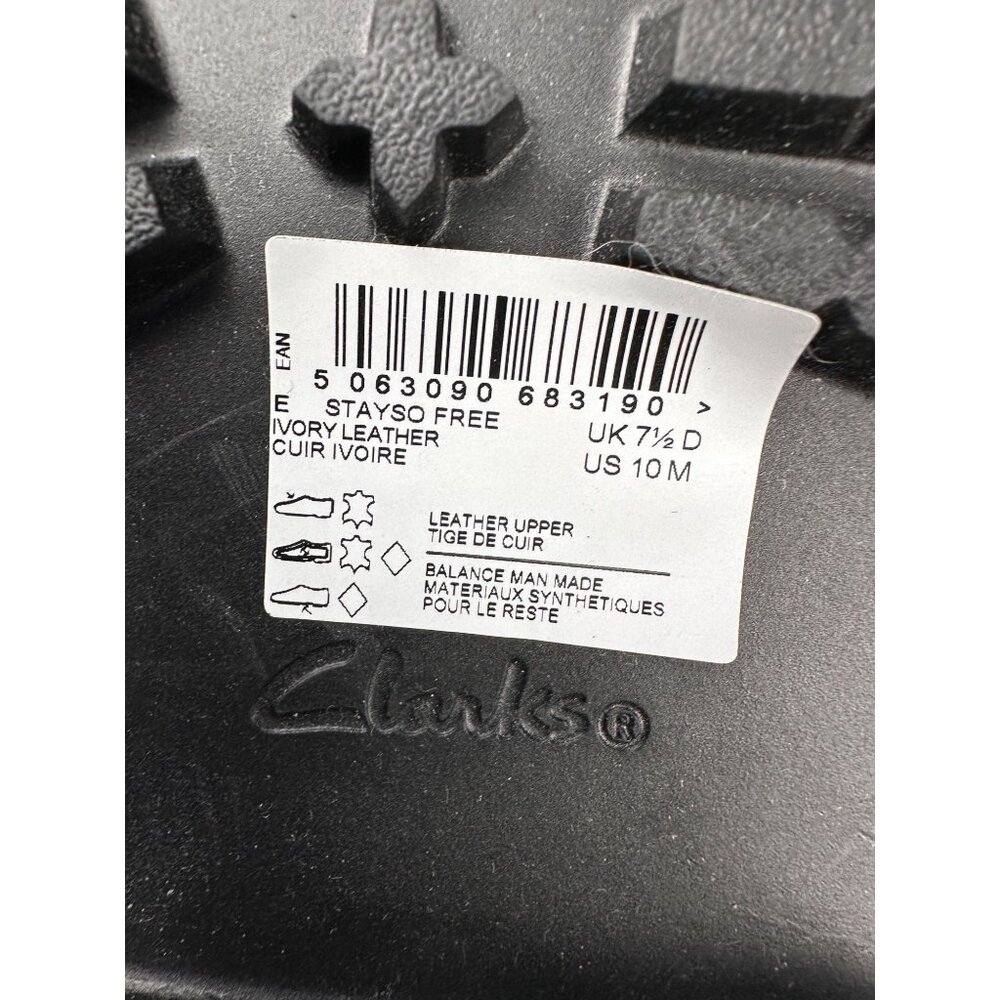 EAN
5 063090 683190 >
E STAYSO FREE
IVORY LEATHER
CUIR IVOIRE
UK 7½ D
US 10 M
LEATHER UPPER
TIGE DE CUIR
BALANCE MAN MADE
MATERIAUX SYNTHETIQUES
POUR LE RESTE
Clarks®